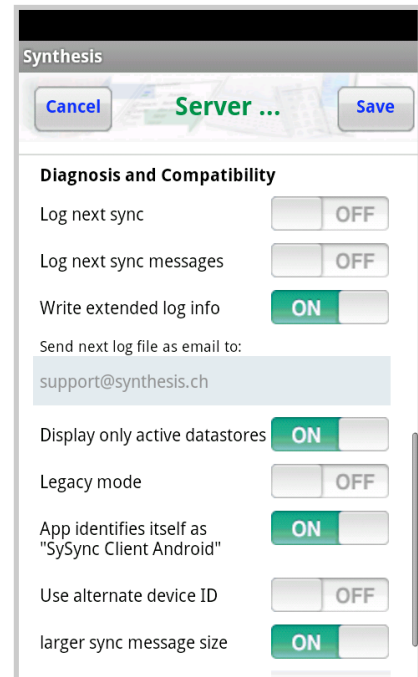 Synthesis
Cancel Server ... Save
Diagnosis and Compatibility
Log next sync OFF
Log next sync messages OFF
Write extended log info ON
Send next log file as email to:
support@synthesis.ch
Display only active datastores ON
Legacy mode OFF
App identifies itself as ON
"SySync Client Android"
Use alternate device ID OFF
larger sync message size ON